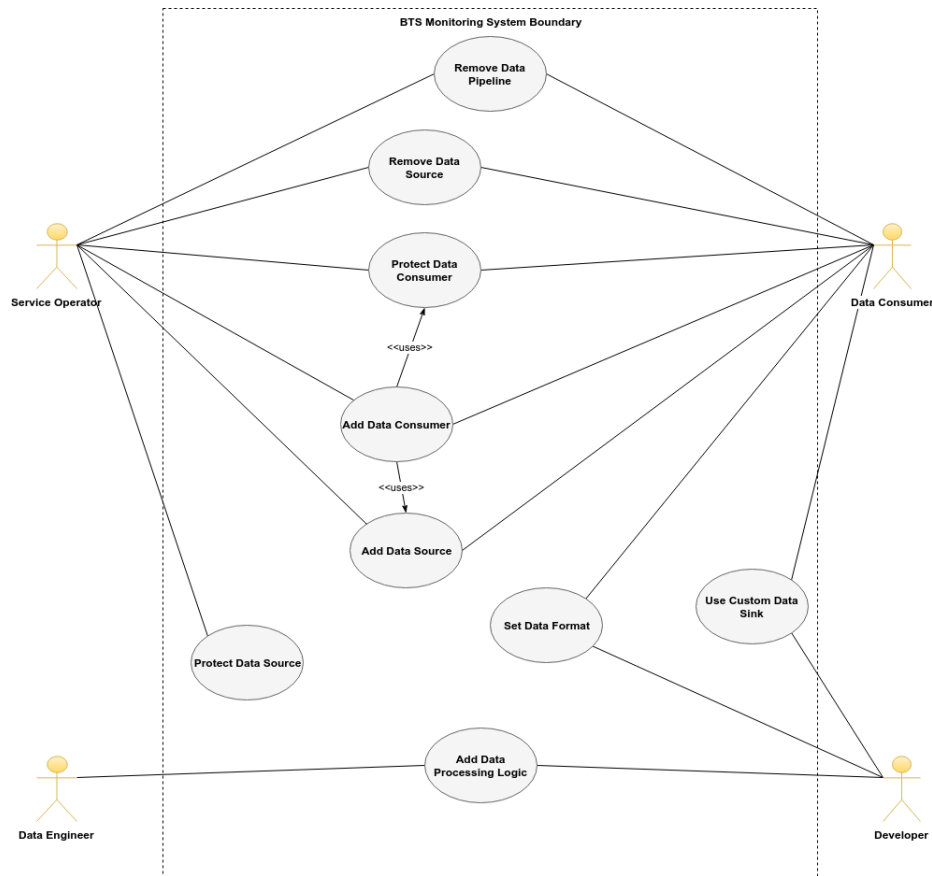 BTS Monitoring System Boundary
Remove Data
Pipeline
Remove Data
Source
Protect Data
Consumer
Service Operator
Data Consumer
<<uses>>
Add Data Consumer
<<uses>>
Add Data Source
Use Custom Data
Sink
Set Data Format
Protect Data Source
Add Data
Processing Logic
Data Engineer
Developer